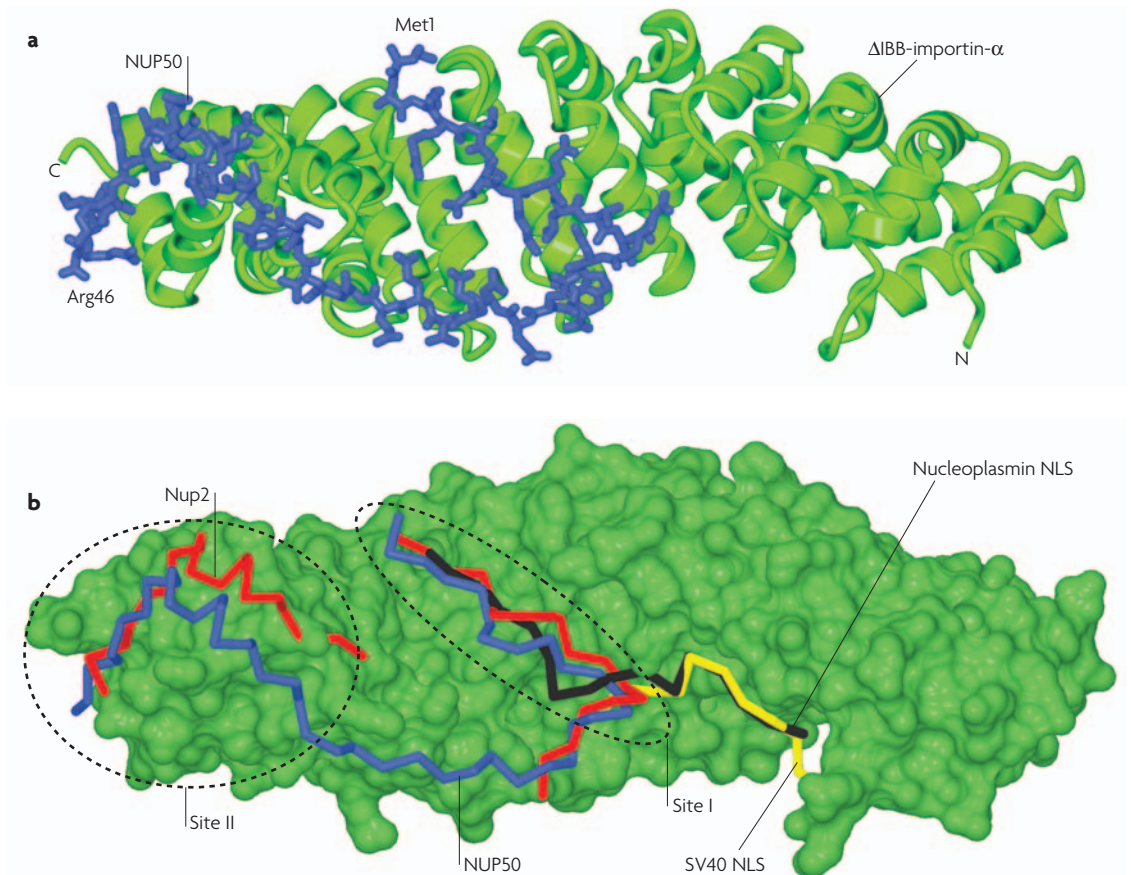 a
Met1
NUP50
ΔIBB-importin-α
C
Arg46
N
b
Nup2
Nucleoplasmin NLS
Site II
Site I
NUP50
SV40 NLS